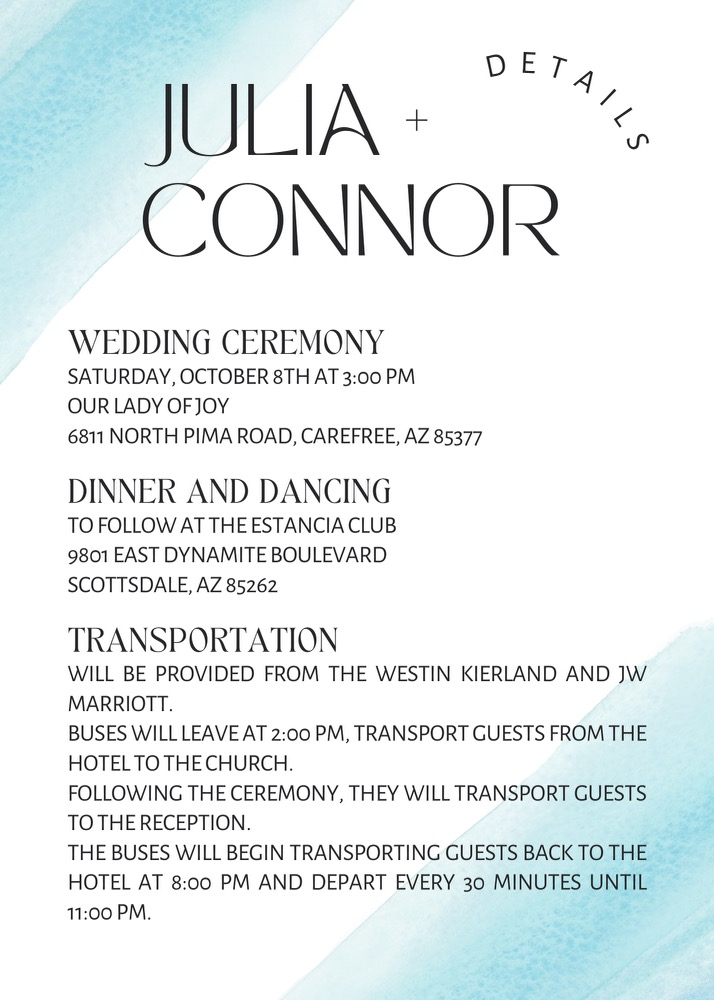 DETAILS
JULIA +
CONNOR
WEDDING CEREMONY
SATURDAY, OCTOBER 8TH AT 3:00 PM
OUR LADY OF JOY
6811 NORTH PIMA ROAD, CAREFREE, AZ 85377
DINNER AND DANCING
TO FOLLOW AT THE ESTANCIA CLUB
9801 EAST DYNAMITE BOULEVARD
SCOTTSDALE, AZ 85262
TRANSPORTATION
WILL BE PROVIDED FROM THE WESTIN KIERLAND AND JW
MARRIOTT.
BUSES WILL LEAVE AT 2:00 PM, TRANSPORT GUESTS FROM THE
HOTEL TO THE CHURCH.
FOLLOWING THE CEREMONY, THEY WILL TRANSPORT GUESTS
TO THE RECEPTION.
THE BUSES WILL BEGIN TRANSPORTING GUESTS BACK TO THE
HOTEL AT 8:00 PM AND DEPART EVERY 30 MINUTES UNTIL
11:00 PM.